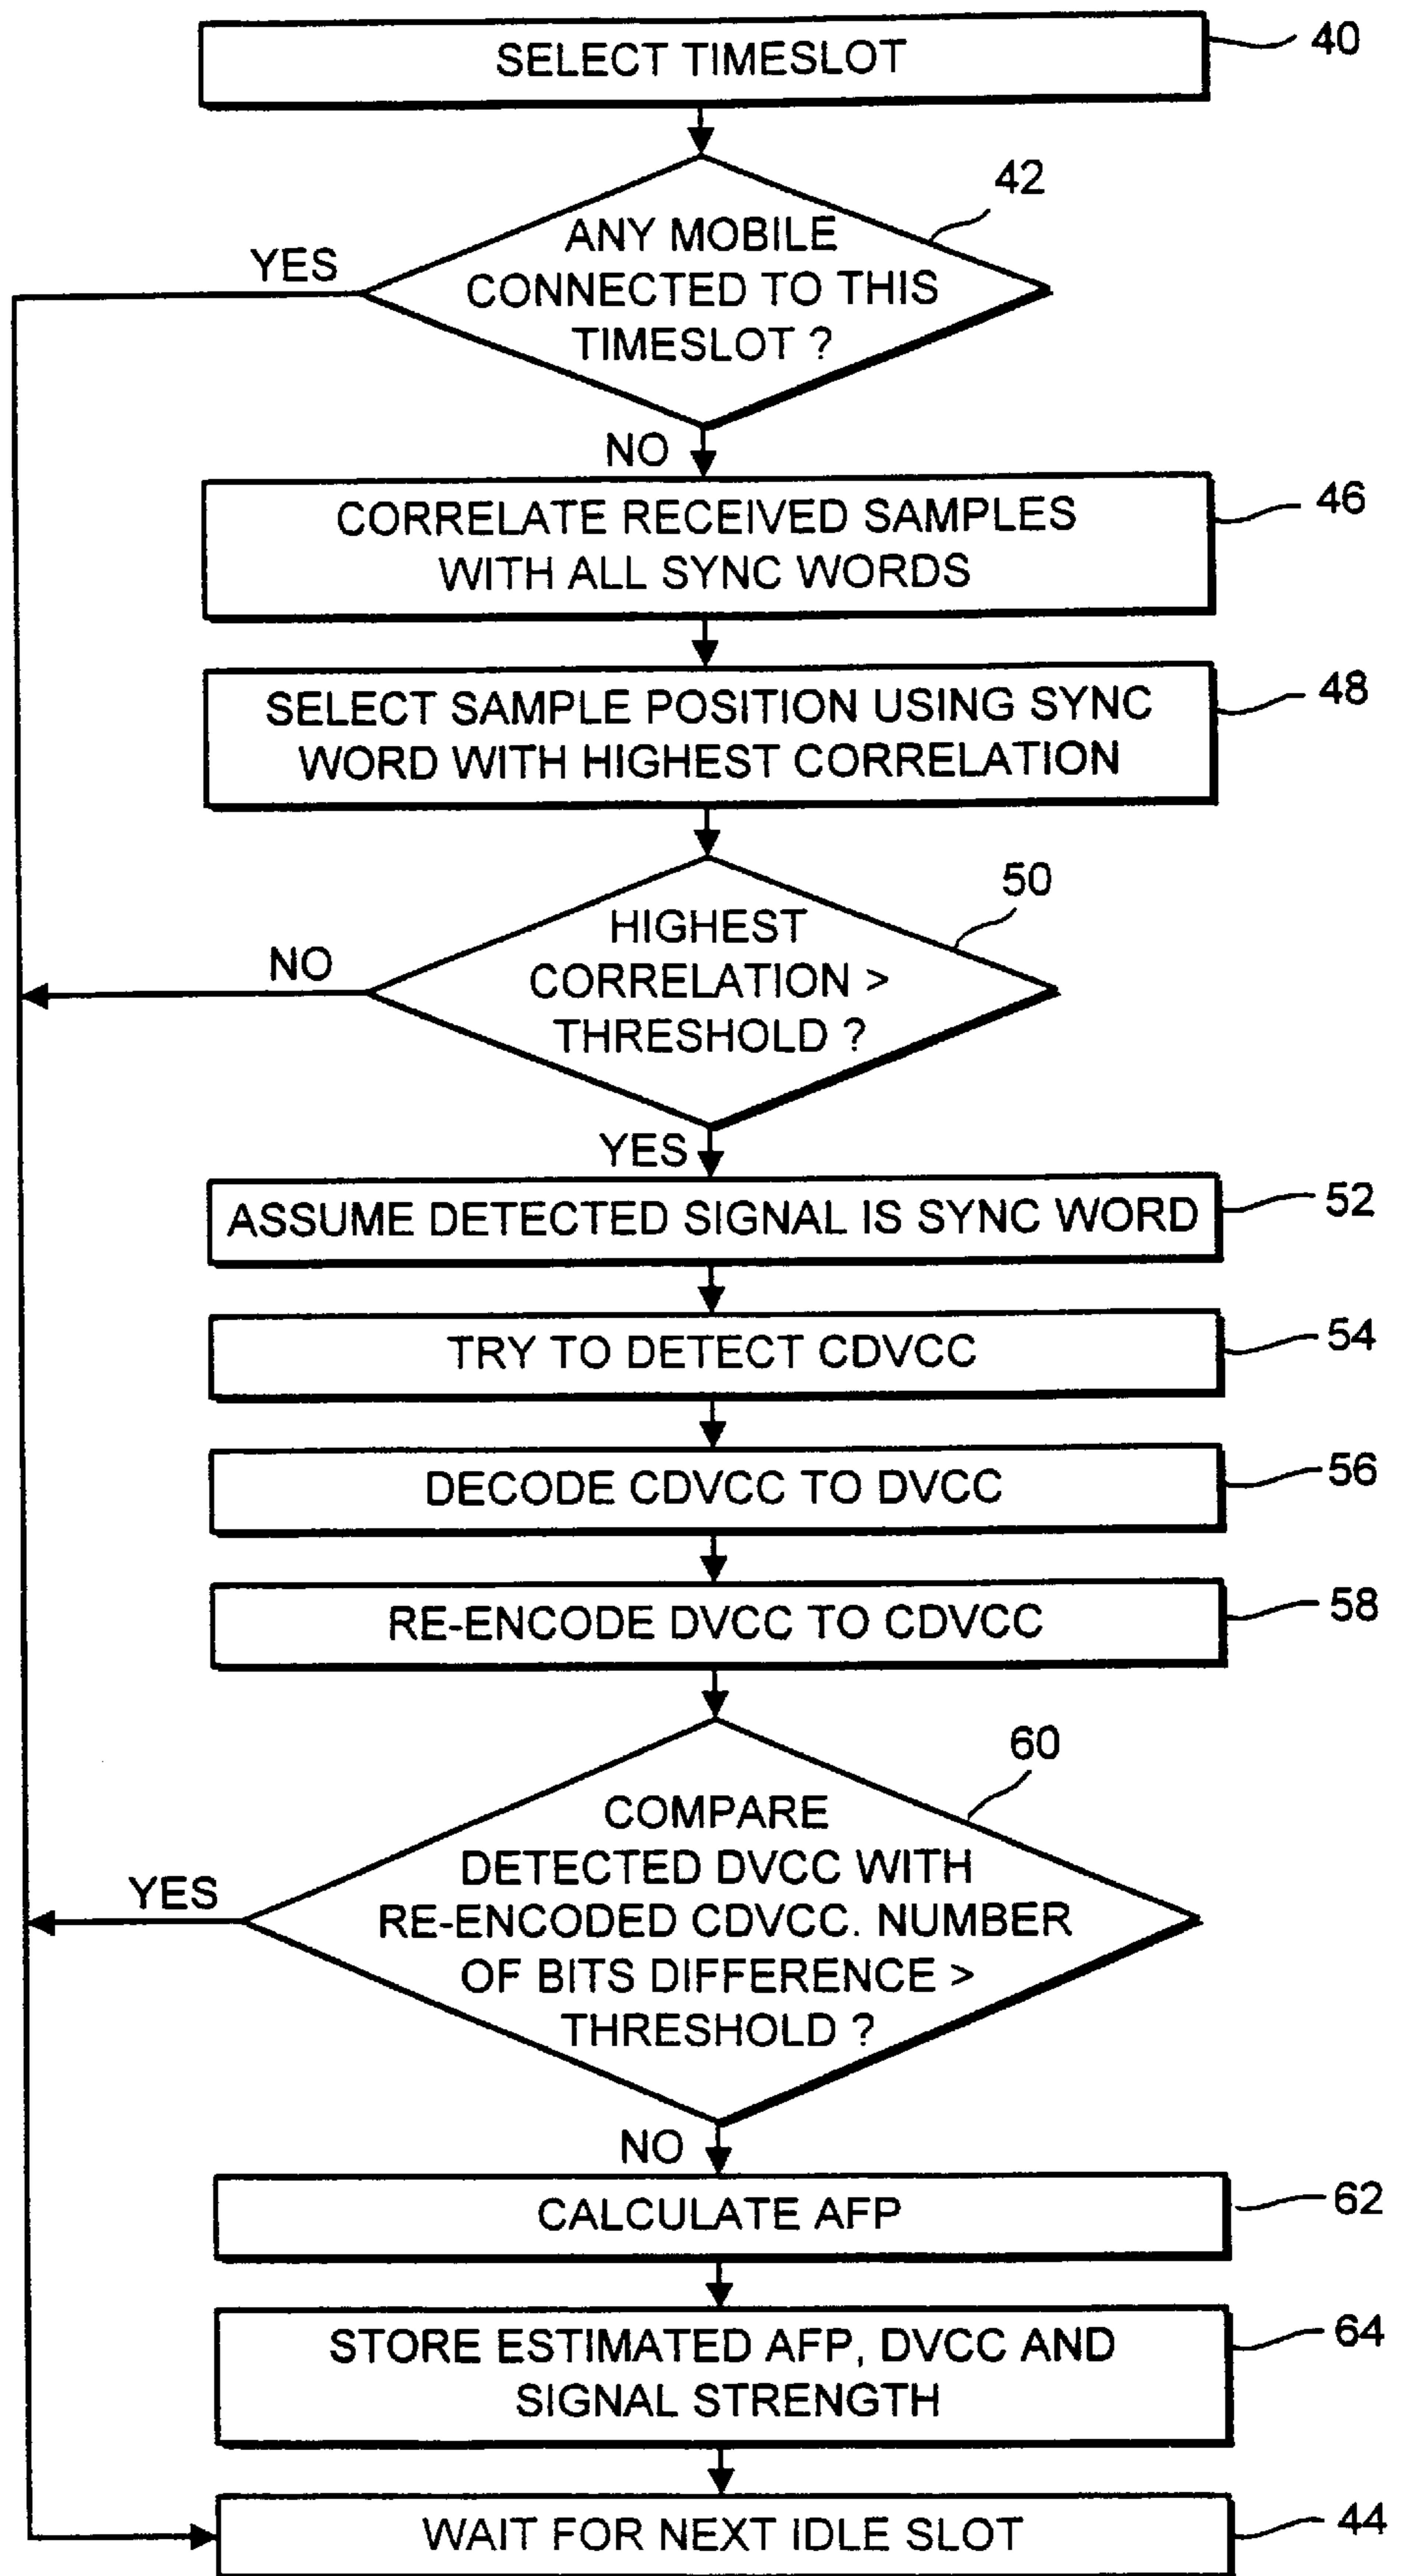 SELECT TIMESLOT
40
42
ANY MOBILE
CONNECTED TO THIS
TIMESLOT ?
YES
NO
CORRELATE RECEIVED SAMPLES
WITH ALL SYNC WORDS
46
SELECT SAMPLE POSITION USING SYNC
WORD WITH HIGHEST CORRELATION
48
50
HIGHEST
CORRELATION >
THRESHOLD ?
NO
YES
ASSUME DETECTED SIGNAL IS SYNC WORD
52
TRY TO DETECT CDVCC
54
DECODE CDVCC TO DVCC
56
RE-ENCODE DVCC TO CDVCC
58
60
COMPARE
DETECTED DVCC WITH
RE-ENCODED CDVCC. NUMBER
OF BITS DIFFERENCE >
THRESHOLD ?
YES
NO
CALCULATE AFP
62
STORE ESTIMATED AFP, DVCC AND
SIGNAL STRENGTH
64
WAIT FOR NEXT IDLE SLOT
44